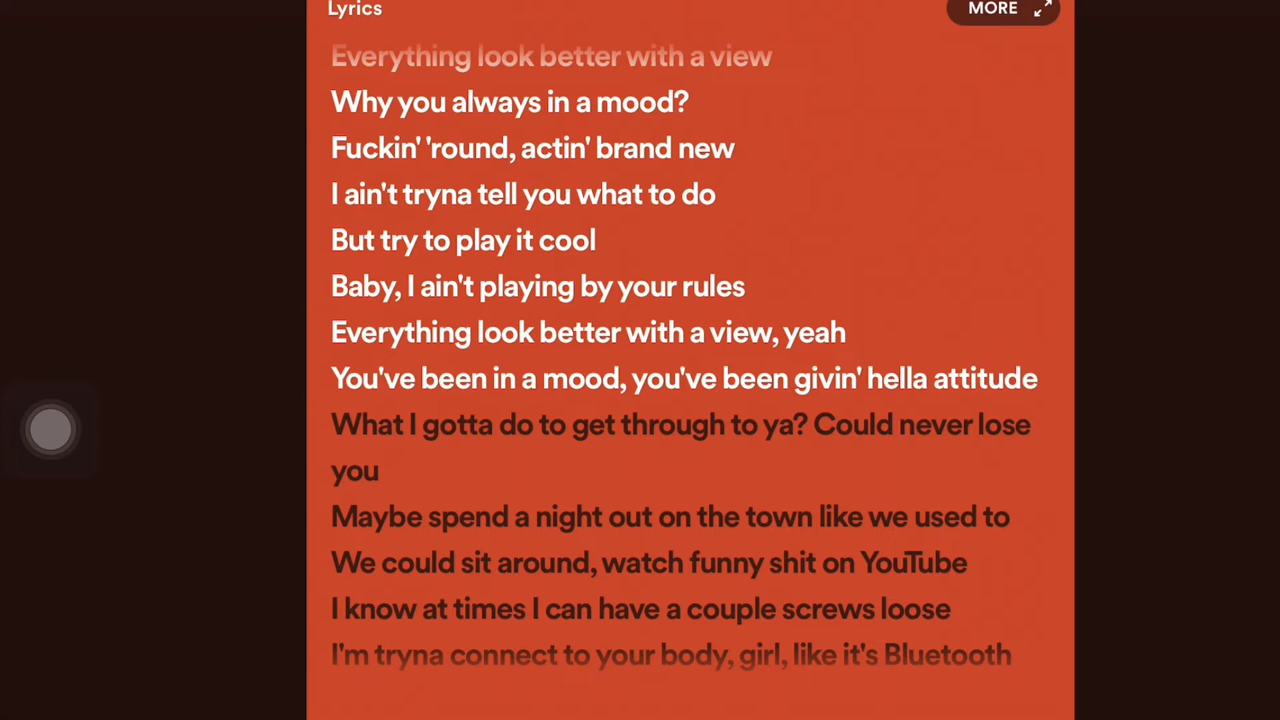 Lyrics
MORE
Everything look better with a view
Why you always in a mood?
Fuckin' 'round, actin' brand new
I ain't tryna tell you what to do
But try to play it cool
Baby, I ain't playing by your rules
Everything look better with a view, yeah
You've been in a mood, you've been givin' hella attitude
What I gotta do to get through to ya? Could never lose
you
Maybe spend a night out on the town like we used to
We could sit around, watch funny shit on YouTube
I know at times I can have a couple screws loose
I'm tryna connect to your body, girl, like it's Bluetooth